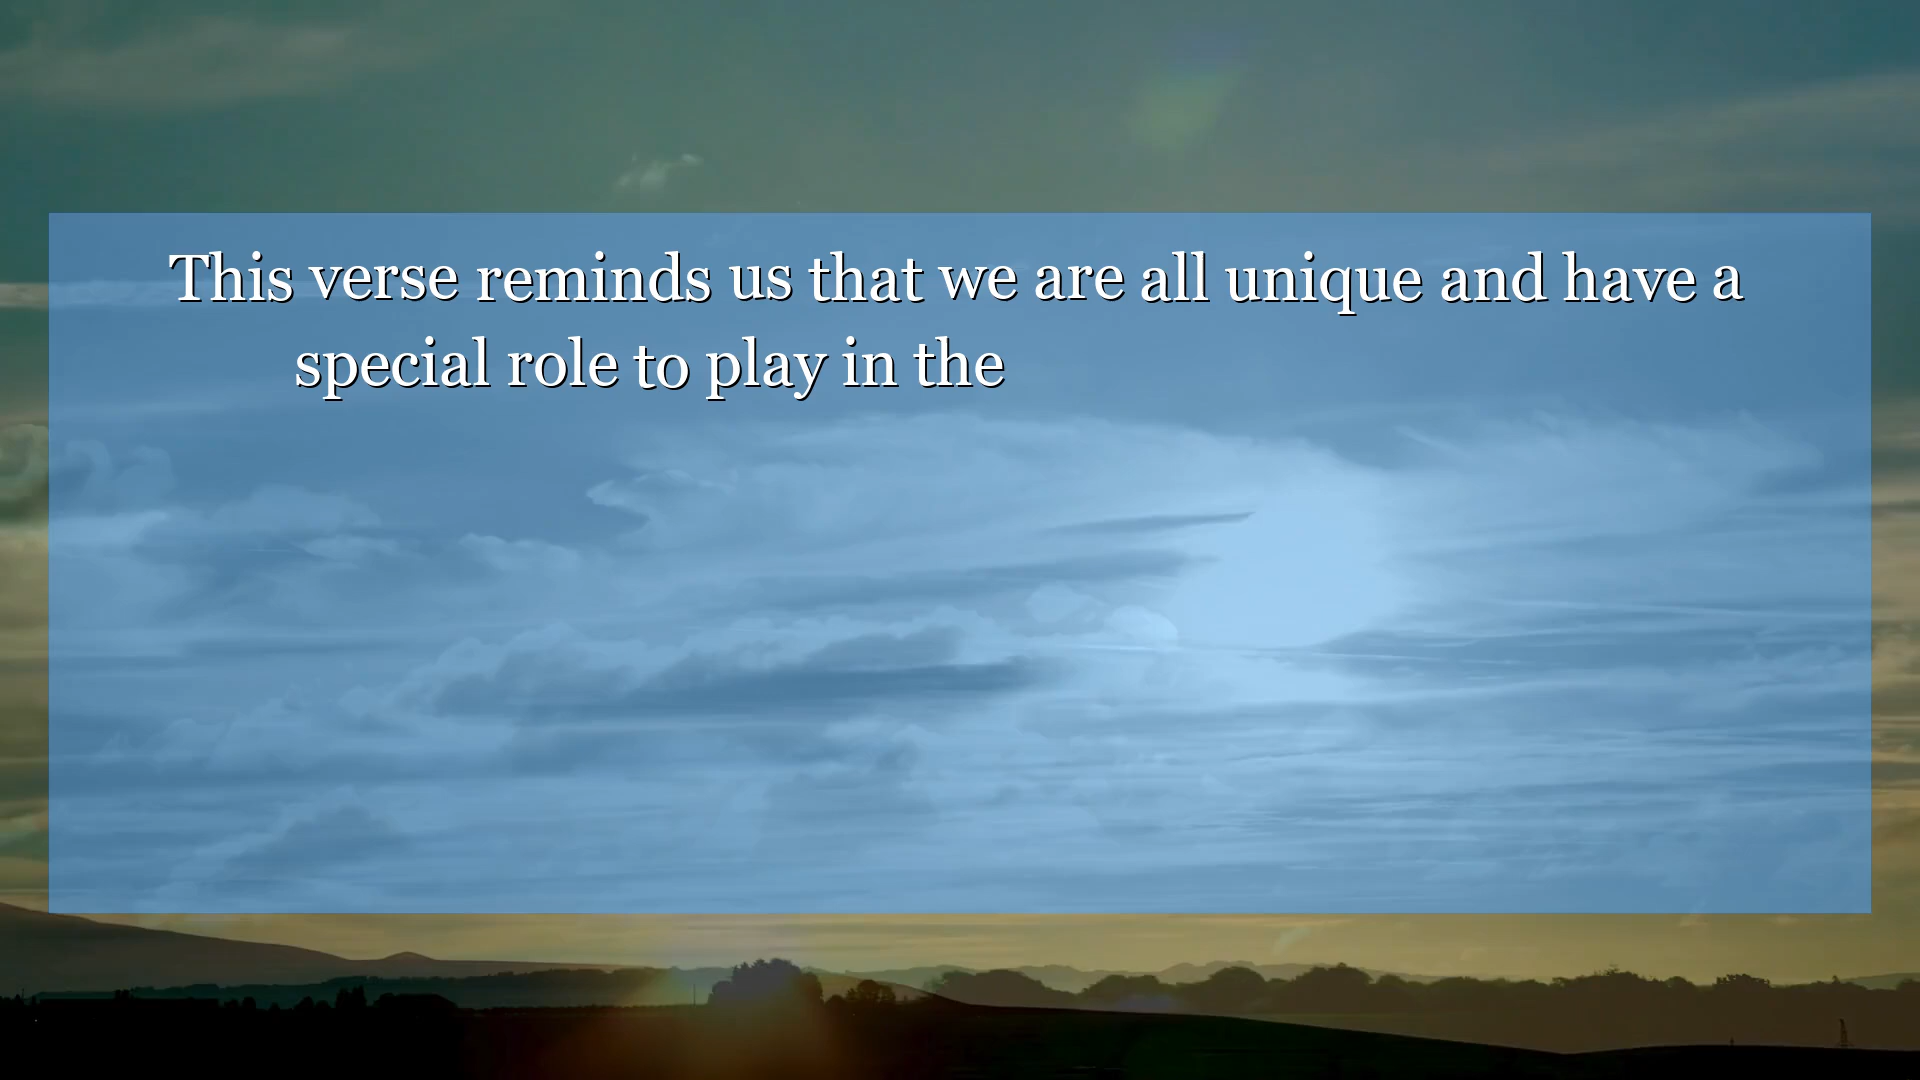 This verse reminds us that we are all unique and have a
special role to play in the